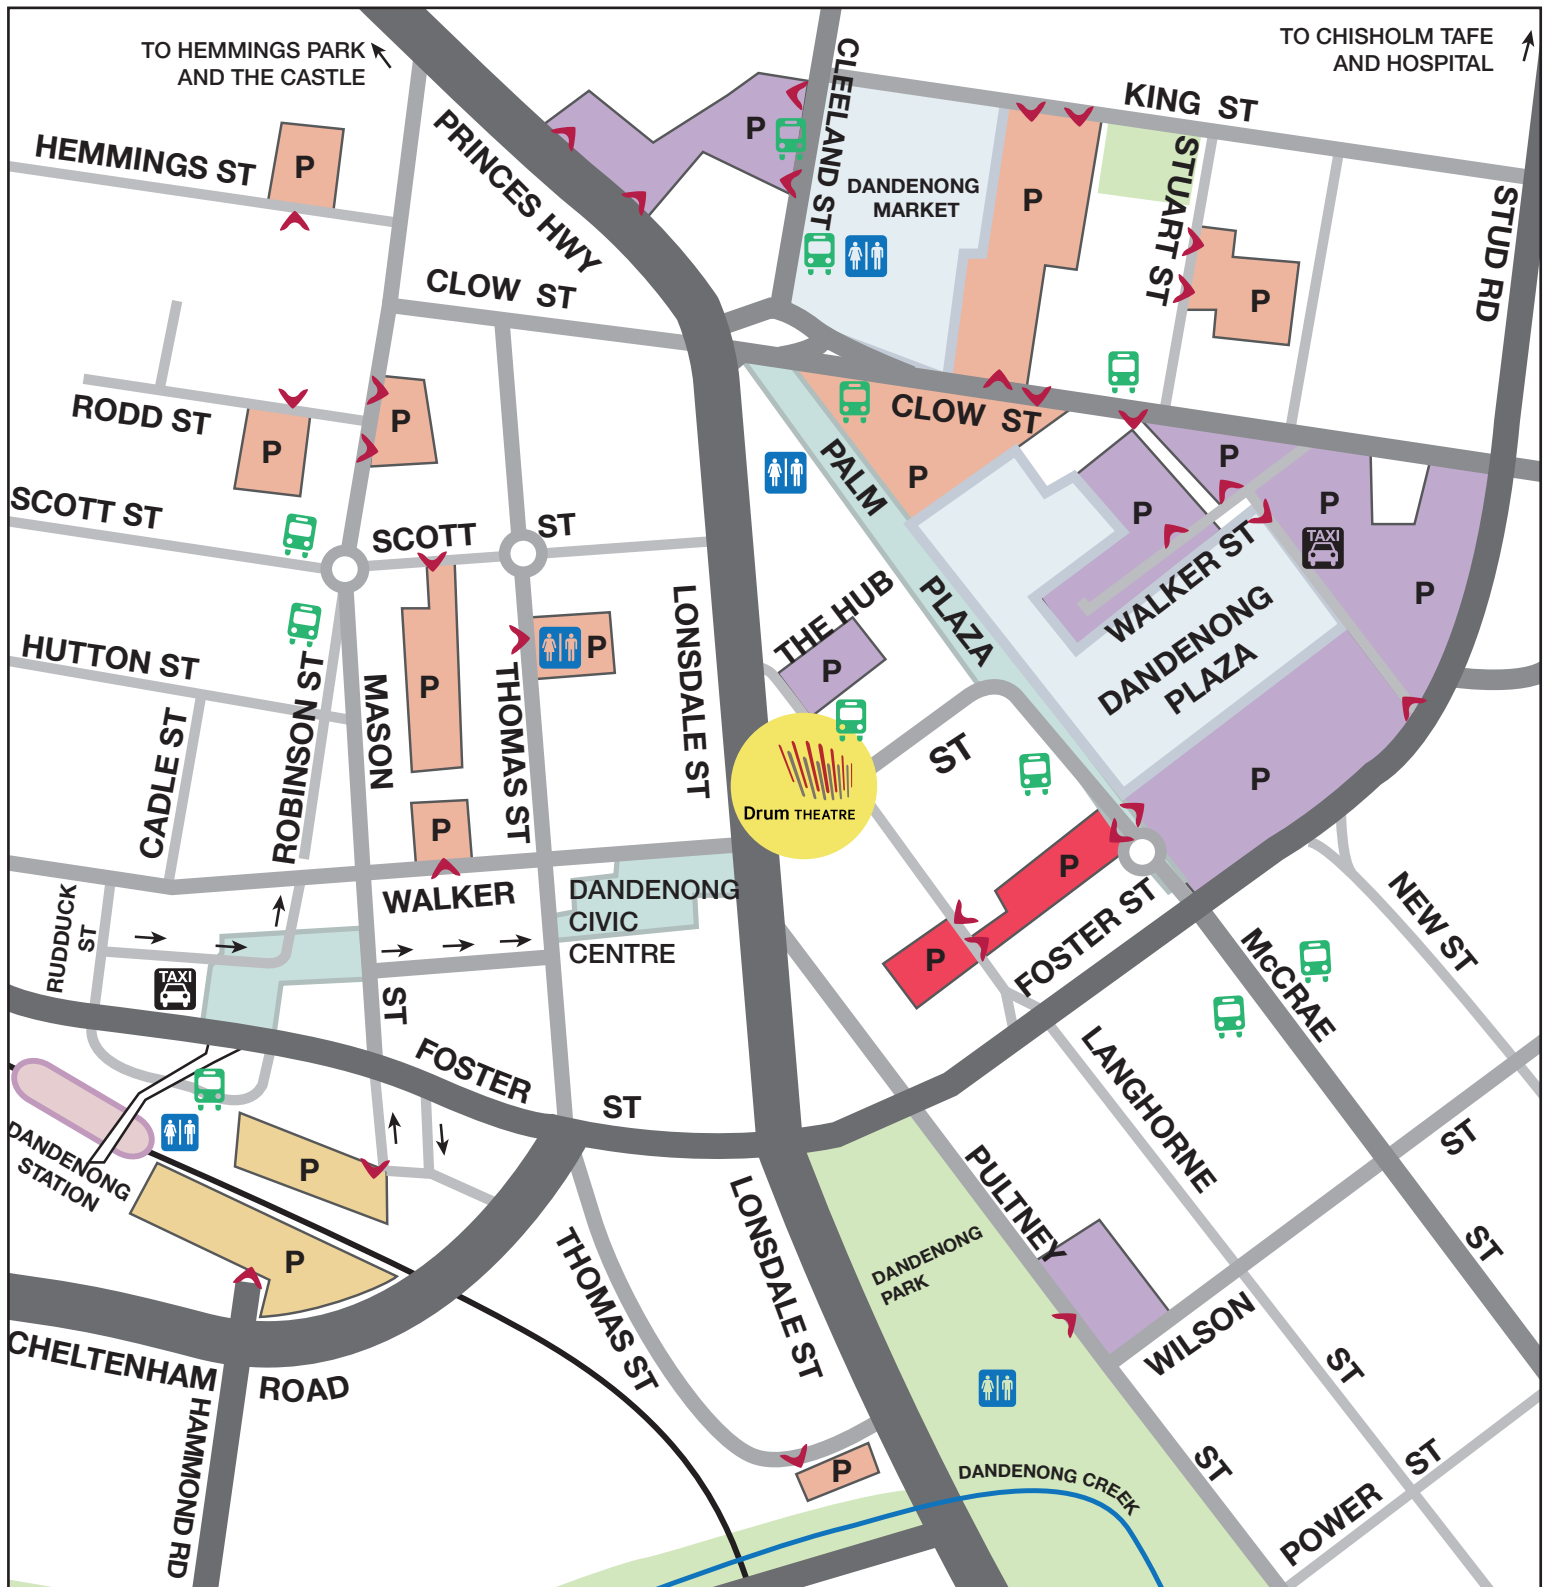 TO HEMMINGS PARK
AND THE CASTLE
TO CHISHOLM TAFE
AND HOSPITAL
KING ST
CLEELAND ST
PRINCES HWY
HEMMINGS ST
P
P
DANDENONG
MARKET
P
STUART ST
P
STUD RD
CLOW ST
RODD ST
P
P
CLOW ST
P
PALM
PLAZA
P
P
P
TAXI
P
WALKER ST
DANDENONG
PLAZA
P
SCOTT ST
SCOTT
ST
HUTTON ST
CADLE ST
ROBINSON ST
MASON
ST
P
P
P
THOMAS ST
LONSDALE ST
THE HUB
P
Drum THEATRE
ST
P
P
FOSTER ST
WALKER
DANDENONG
CIVIC
CENTRE
RUDDUCK
ST
TAXI
McCRAE
ST
NEW ST
LANGHORNE
ST
FOSTER
ST
DANDENONG
STATION
P
P
CHELTENHAM
ROAD
HAMMOND RD
THOMAS ST
LONSDALE ST
P
DANDENONG
PARK
PULTNEY
ST
WILSON
ST
DANDENONG CREEK
POWER
ST